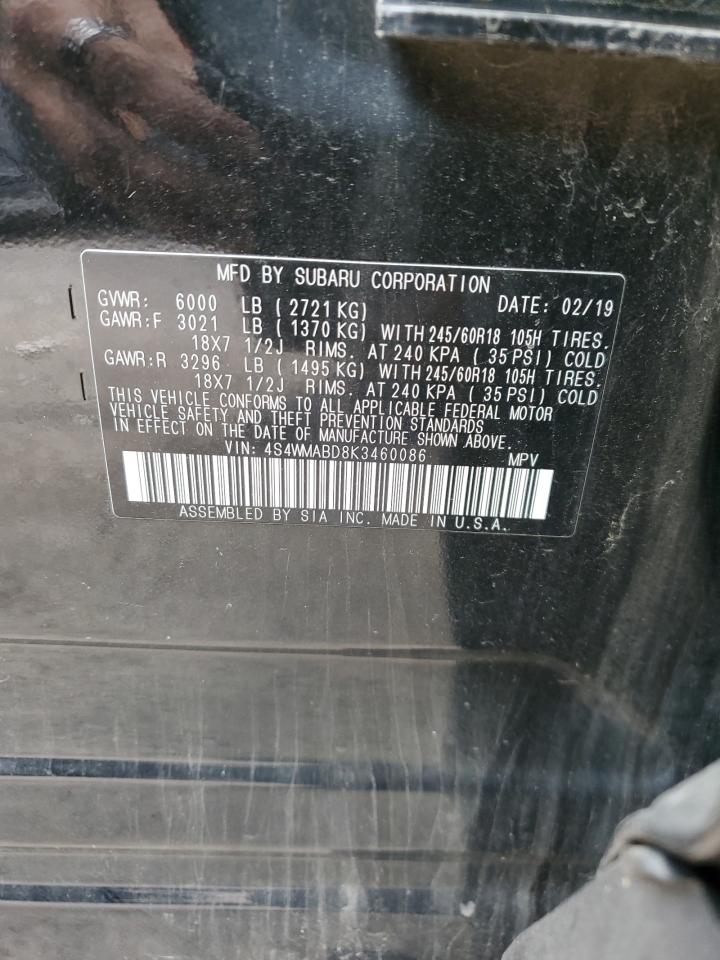 MFD BY SUBARU CORPORATION
GVWR: 6000 LB ( 2721 KG) DATE: 02/19
GAWR:F 3021 LB ( 1370 KG) WITH 245/60R18 105H TIRES.
18X7 1/2J RIMS. AT 240 KPA ( 35 PSI) COLD
GAWR:R 3296 LB ( 1495 KG) WITH 245/60R18 105H TIRES.
18X7 1/2J RIMS. AT 240 KPA ( 35 PSI) COLD
THIS VEHICLE CONFORMS TO ALL APPLICABLE FEDERAL MOTOR
VEHICLE SAFETY AND THEFT PREVENTION STANDARDS
IN EFFECT ON THE DATE OF MANUFACTURE SHOWN ABOVE.
VIN: 4S4WMABD8K3460086 MPV
ASSEMBLED BY SIA INC. MADE IN U.S.A.